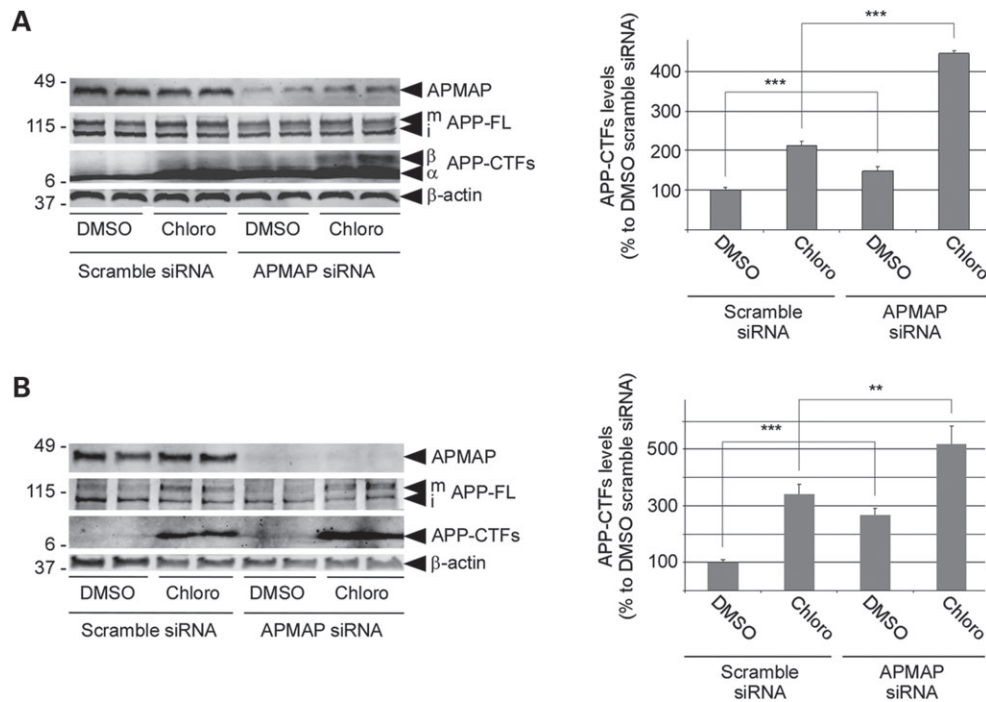 A
49 -
APMAP
115 -
m
i
APP-FL
β
α
APP-CTFs
6 -
37 -
β-actin
DMSO Chloro DMSO Chloro
Scramble siRNA APMAP siRNA
APP-CTFs levels
(% to DMSO scramble siRNA)
400
300
200
100
***
***
DMSO
Chloro
DMSO
Chloro
Scramble
siRNA
APMAP
siRNA
B
49 -
APMAP
115 -
m
i
APP-FL
APP-CTFs
6 -
37 -
β-actin
DMSO Chloro DMSO Chloro
Scramble siRNA APMAP siRNA
APP-CTFs levels
(% to DMSO scramble siRNA)
500
300
100
**
***
DMSO
Chloro
DMSO
Chloro
Scramble
siRNA
APMAP
siRNA